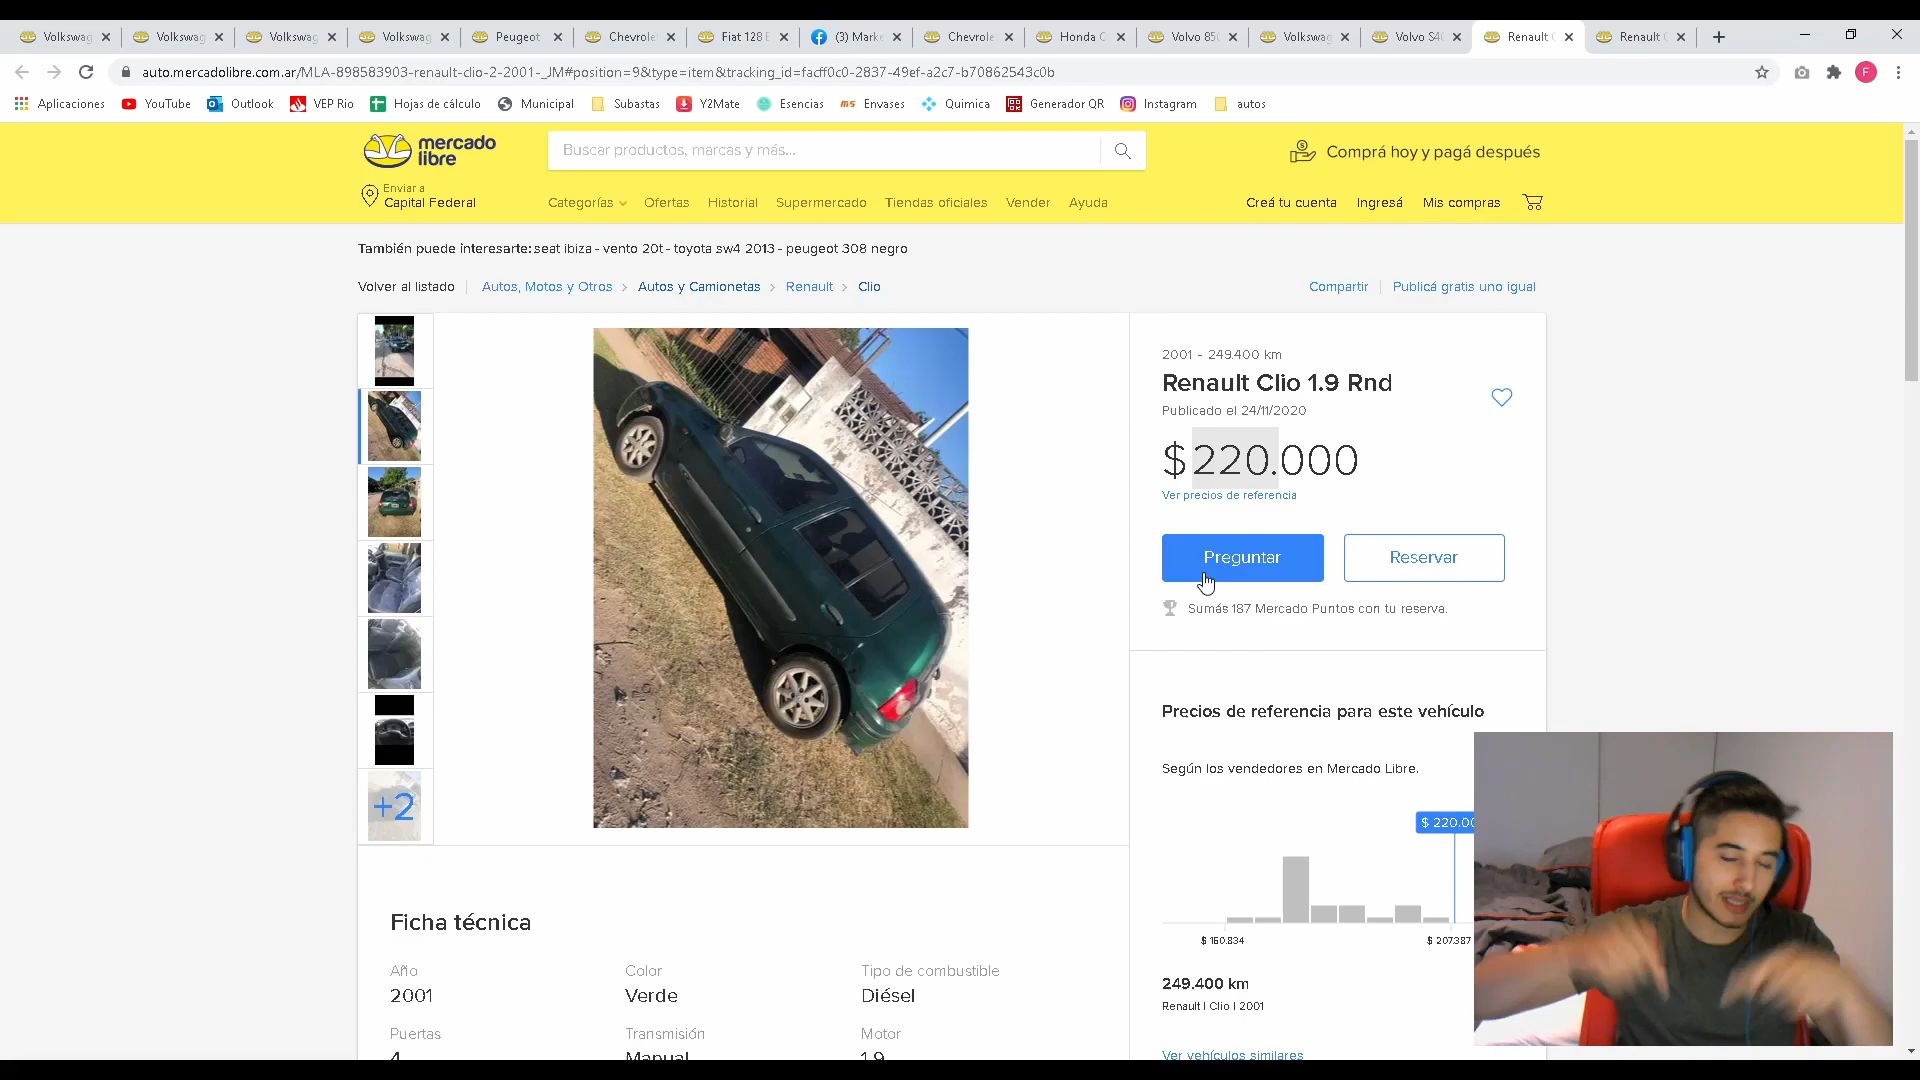 Volkswag
Volkswag
Volkswag
Volkswag
Peugeot
Chevrole
Fiat 128 E
(3) Marke
Chevrole
Honda C
Volvo 850
Volkswag
Volvo S40
Renault C
Renault C
auto.mercadolibre.com.ar/MLA-898583903-renault-clio-2-2001-_JM#position=9&type=item&tracking_id=facff0c0-2837-49ef-a2c7-b70862543c0b
F
Aplicaciones
YouTube
Outlook
VEP Rio
Hojas de cálculo
Municipal
Subastas
Y2Mate
Esencias
Envases
Quimica
Generador QR
Instagram
autos
mercado
libre
Buscar productos, marcas y más...
Comprá hoy y pagá después
Enviar a
Capital Federal
Categorías
Ofertas
Historial
Supermercado
Tiendas oficiales
Vender
Ayuda
Creá tu cuenta
Ingresá
Mis compras
También puede interesarte: seat ibiza - vento 20t - toyota sw4 2013 - peugeot 308 negro
Volver al listado
Autos, Motos y Otros > Autos y Camionetas > Renault > Clio
Compartir
Publicá gratis uno igual
2001 - 249.400 km
Renault Clio 1.9 Rnd
Publicado el 24/11/2020
$ 220.000
Ver precios de referencia
Preguntar
Reservar
Sumás 187 Mercado Puntos con tu reserva.
+2
Precios de referencia para este vehículo
Según los vendedores en Mercado Libre.
$ 220.00
$ 160.834
$ 207.387
249.400 km
Renault | Clio | 2001
Ver vehículos similares
Ficha técnica
Año
Color
Tipo de combustible
2001
Verde
Diésel
Puertas
Transmisión
Motor
4
Manual
1.9